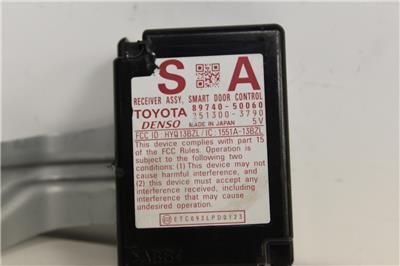 S A
RECEIVER ASSY, SMART DOOR CONTROL
TOYOTA 89740-50060
DENSO 251300-3790
MADE IN JAPAN 5V
FCC ID: HYQ13BZL / IC: 1551A-13BZL
This device complies with part 15
of the FCC Rules. Operation is
subject to the following two
conditions: (1) This device may not
cause harmful interference, and
(2) this device must accept any
interference received, including
interference that may cause
undesired operation.
ETC093LPD0123
>ABS<